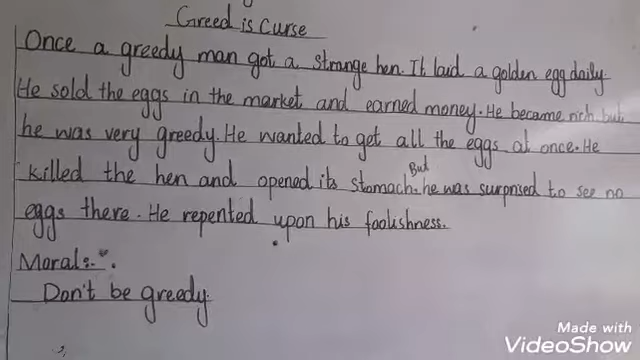 Greed is curse
Once a greedy man got a strange hen. It laid a golden egg daily
He sold the eggs in the market and earned money. He became rich but
he was very greedy. He wanted to get all the eggs at once. He
killed the hen and opened its stomach. But he was surprised to see no
eggs there. He repented upon his foolishness.
Moral:-
Don't be greedy
Made with
VideoShow